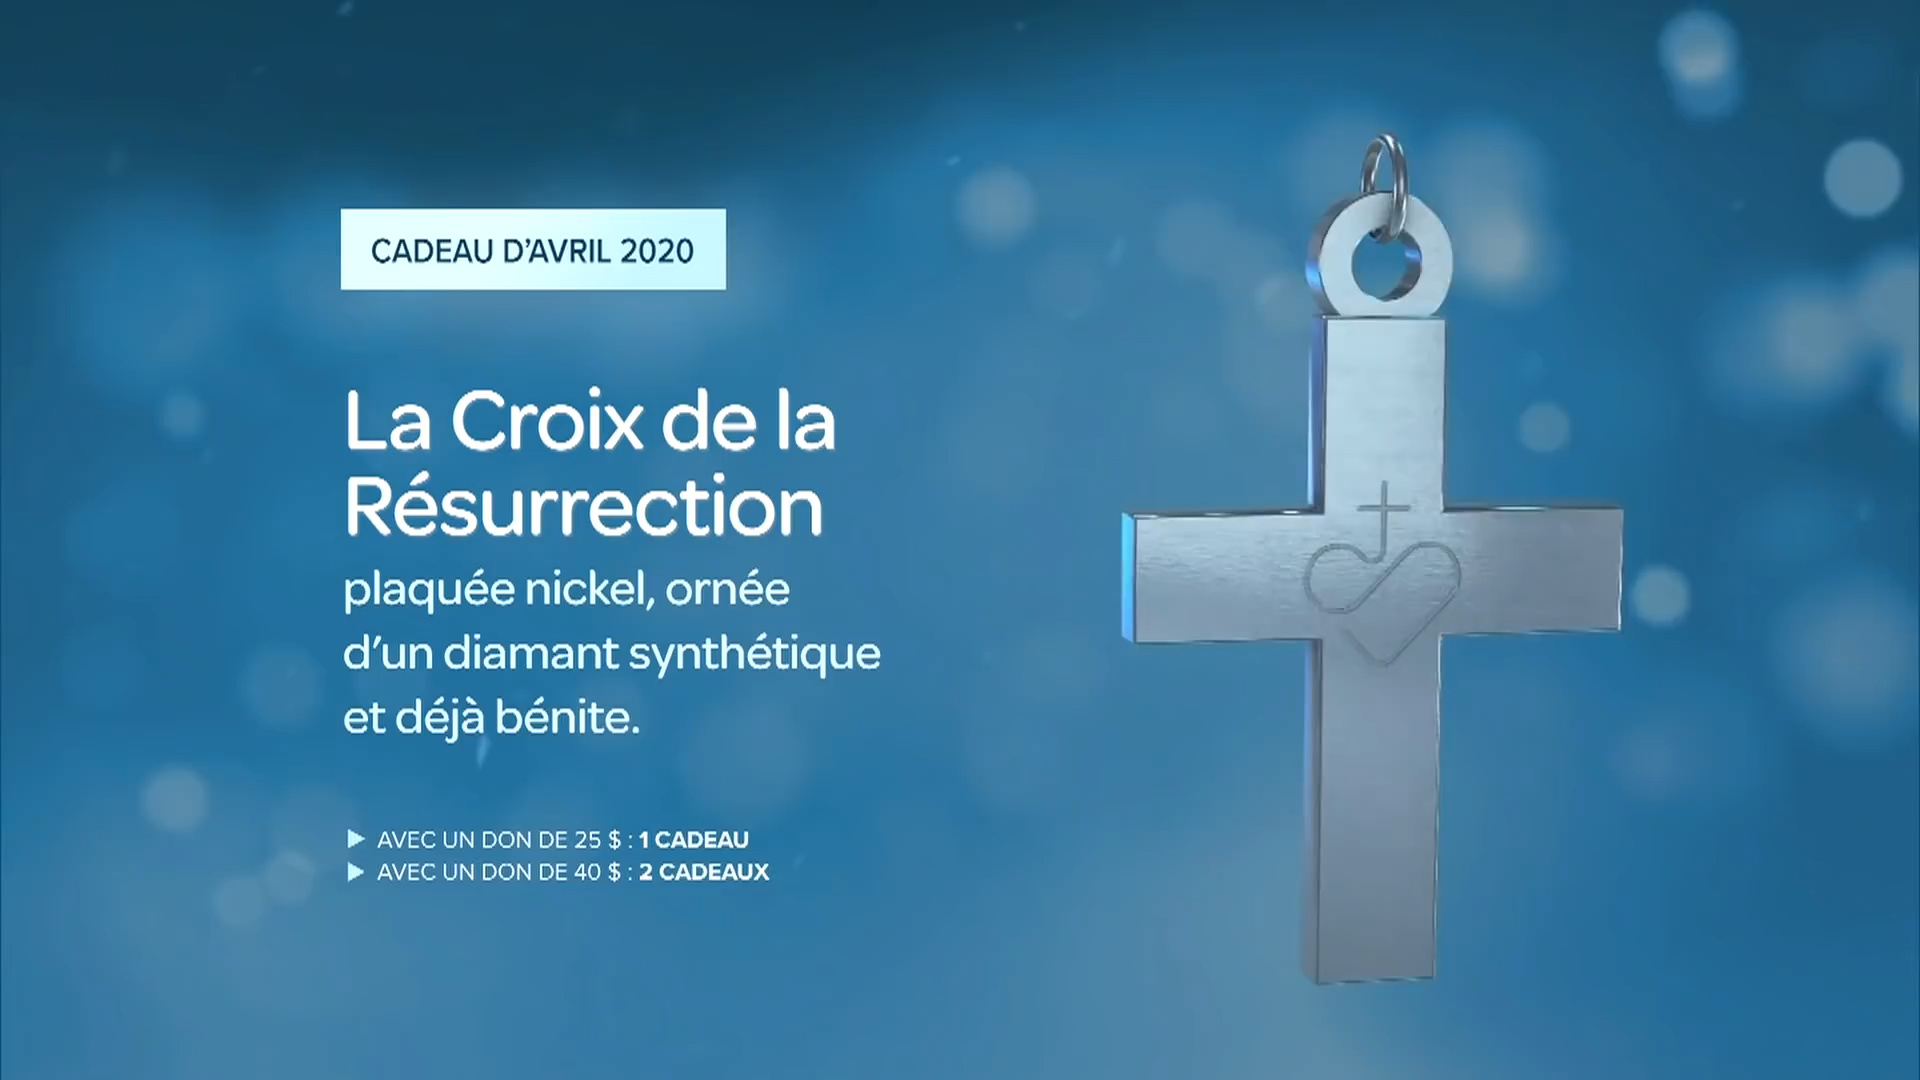 CADEAU D’AVRIL 2020
La Croix de la
Résurrection
plaquée nickel, ornée
d’un diamant synthétique
et déjà bénite.
► AVEC UN DON DE 25 $ : 1 CADEAU
► AVEC UN DON DE 40 $ : 2 CADEAUX